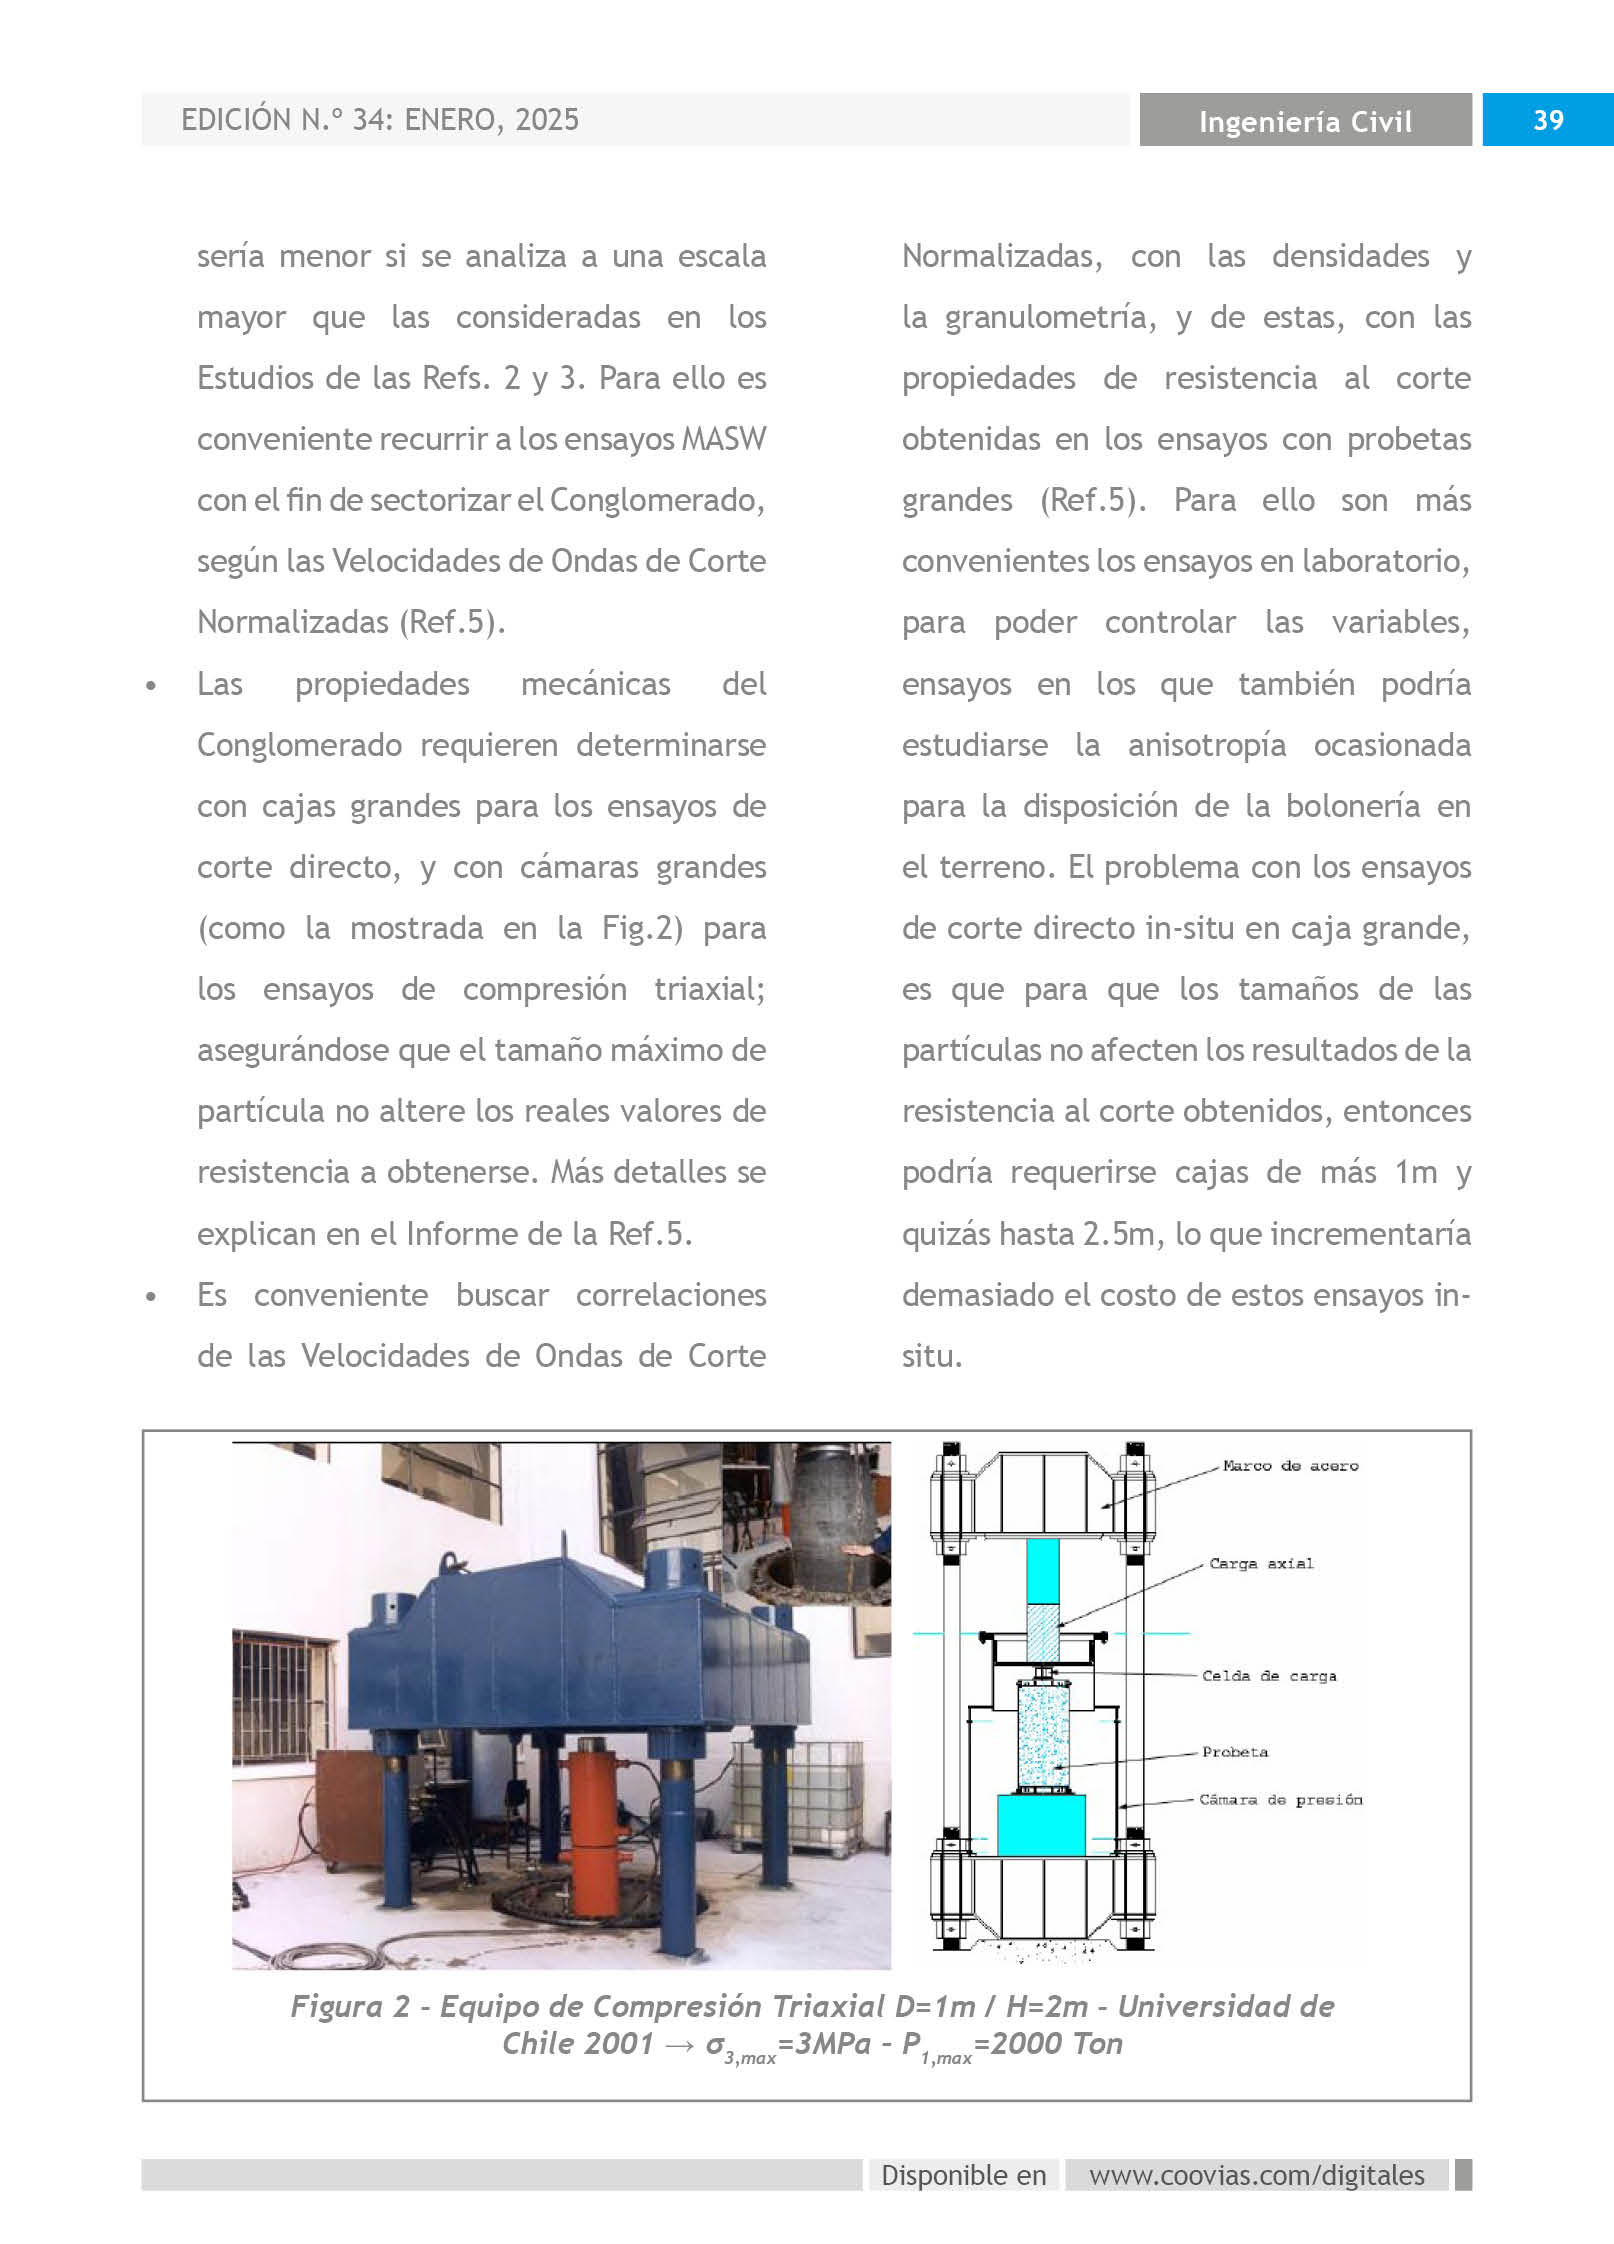 EDICIÓN N.º 34: ENERO, 2025
Ingeniería Civil
39
sería menor si se analiza a una escala
mayor que las consideradas en los
Estudios de las Refs. 2 y 3. Para ello es
conveniente recurrir a los ensayos MASW
con el fin de sectorizar el Conglomerado,
según las Velocidades de Ondas de Corte
Normalizadas (Ref.5).
• Las propiedades mecánicas del
Conglomerado requieren determinarse
con cajas grandes para los ensayos de
corte directo, y con cámaras grandes
(como la mostrada en la Fig.2) para
los ensayos de compresión triaxial;
asegurándose que el tamaño máximo de
partícula no altere los reales valores de
resistencia a obtenerse. Más detalles se
explican en el Informe de la Ref.5.
• Es conveniente buscar correlaciones
de las Velocidades de Ondas de Corte
Normalizadas, con las densidades y
la granulometría, y de estas, con las
propiedades de resistencia al corte
obtenidas en los ensayos con probetas
grandes (Ref.5). Para ello son más
convenientes los ensayos en laboratorio,
para poder controlar las variables,
ensayos en los que también podría
estudiarse la anisotropía ocasionada
para la disposición de la bolonería en
el terreno. El problema con los ensayos
de corte directo in-situ en caja grande,
es que para que los tamaños de las
partículas no afecten los resultados de la
resistencia al corte obtenidos, entonces
podría requerirse cajas de más 1m y
quizás hasta 2.5m, lo que incrementaría
demasiado el costo de estos ensayos in-
situ.
Marco de acero
Carga axial
Celda de carga
Probeta
Cámara de presión
Figura 2 - Equipo de Compresión Triaxial D=1m / H=2m - Universidad de
Chile 2001 → σ3,max=3MPa - P1,max=2000 Ton
Disponible en
www.coovias.com/digitales